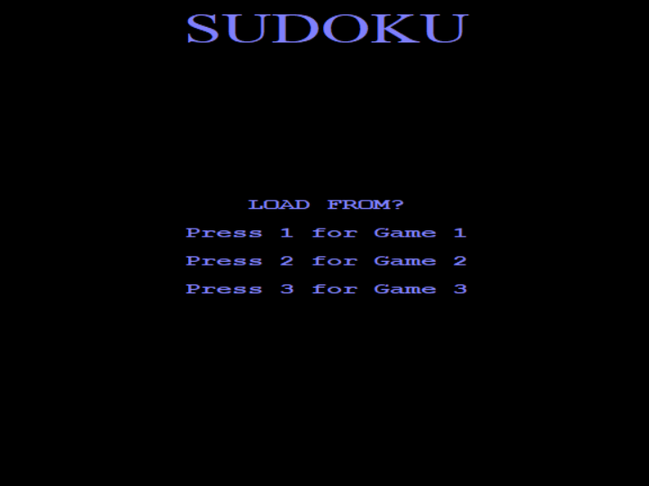 SUDOKU
LOAD FROM?
Press 1 for Game 1
Press 2 for Game 2
Press 3 for Game 3